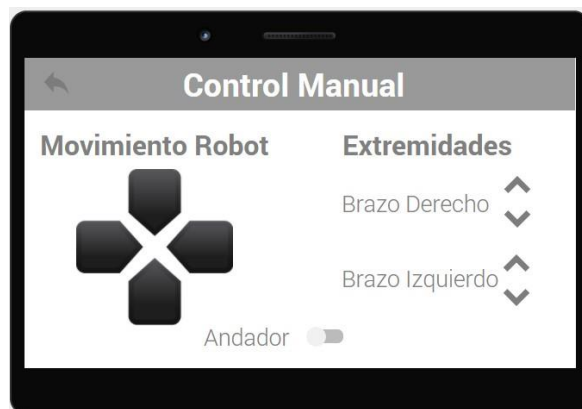 Control Manual
Movimiento Robot
Extremidades
Brazo Derecho
Brazo Izquierdo
Andador